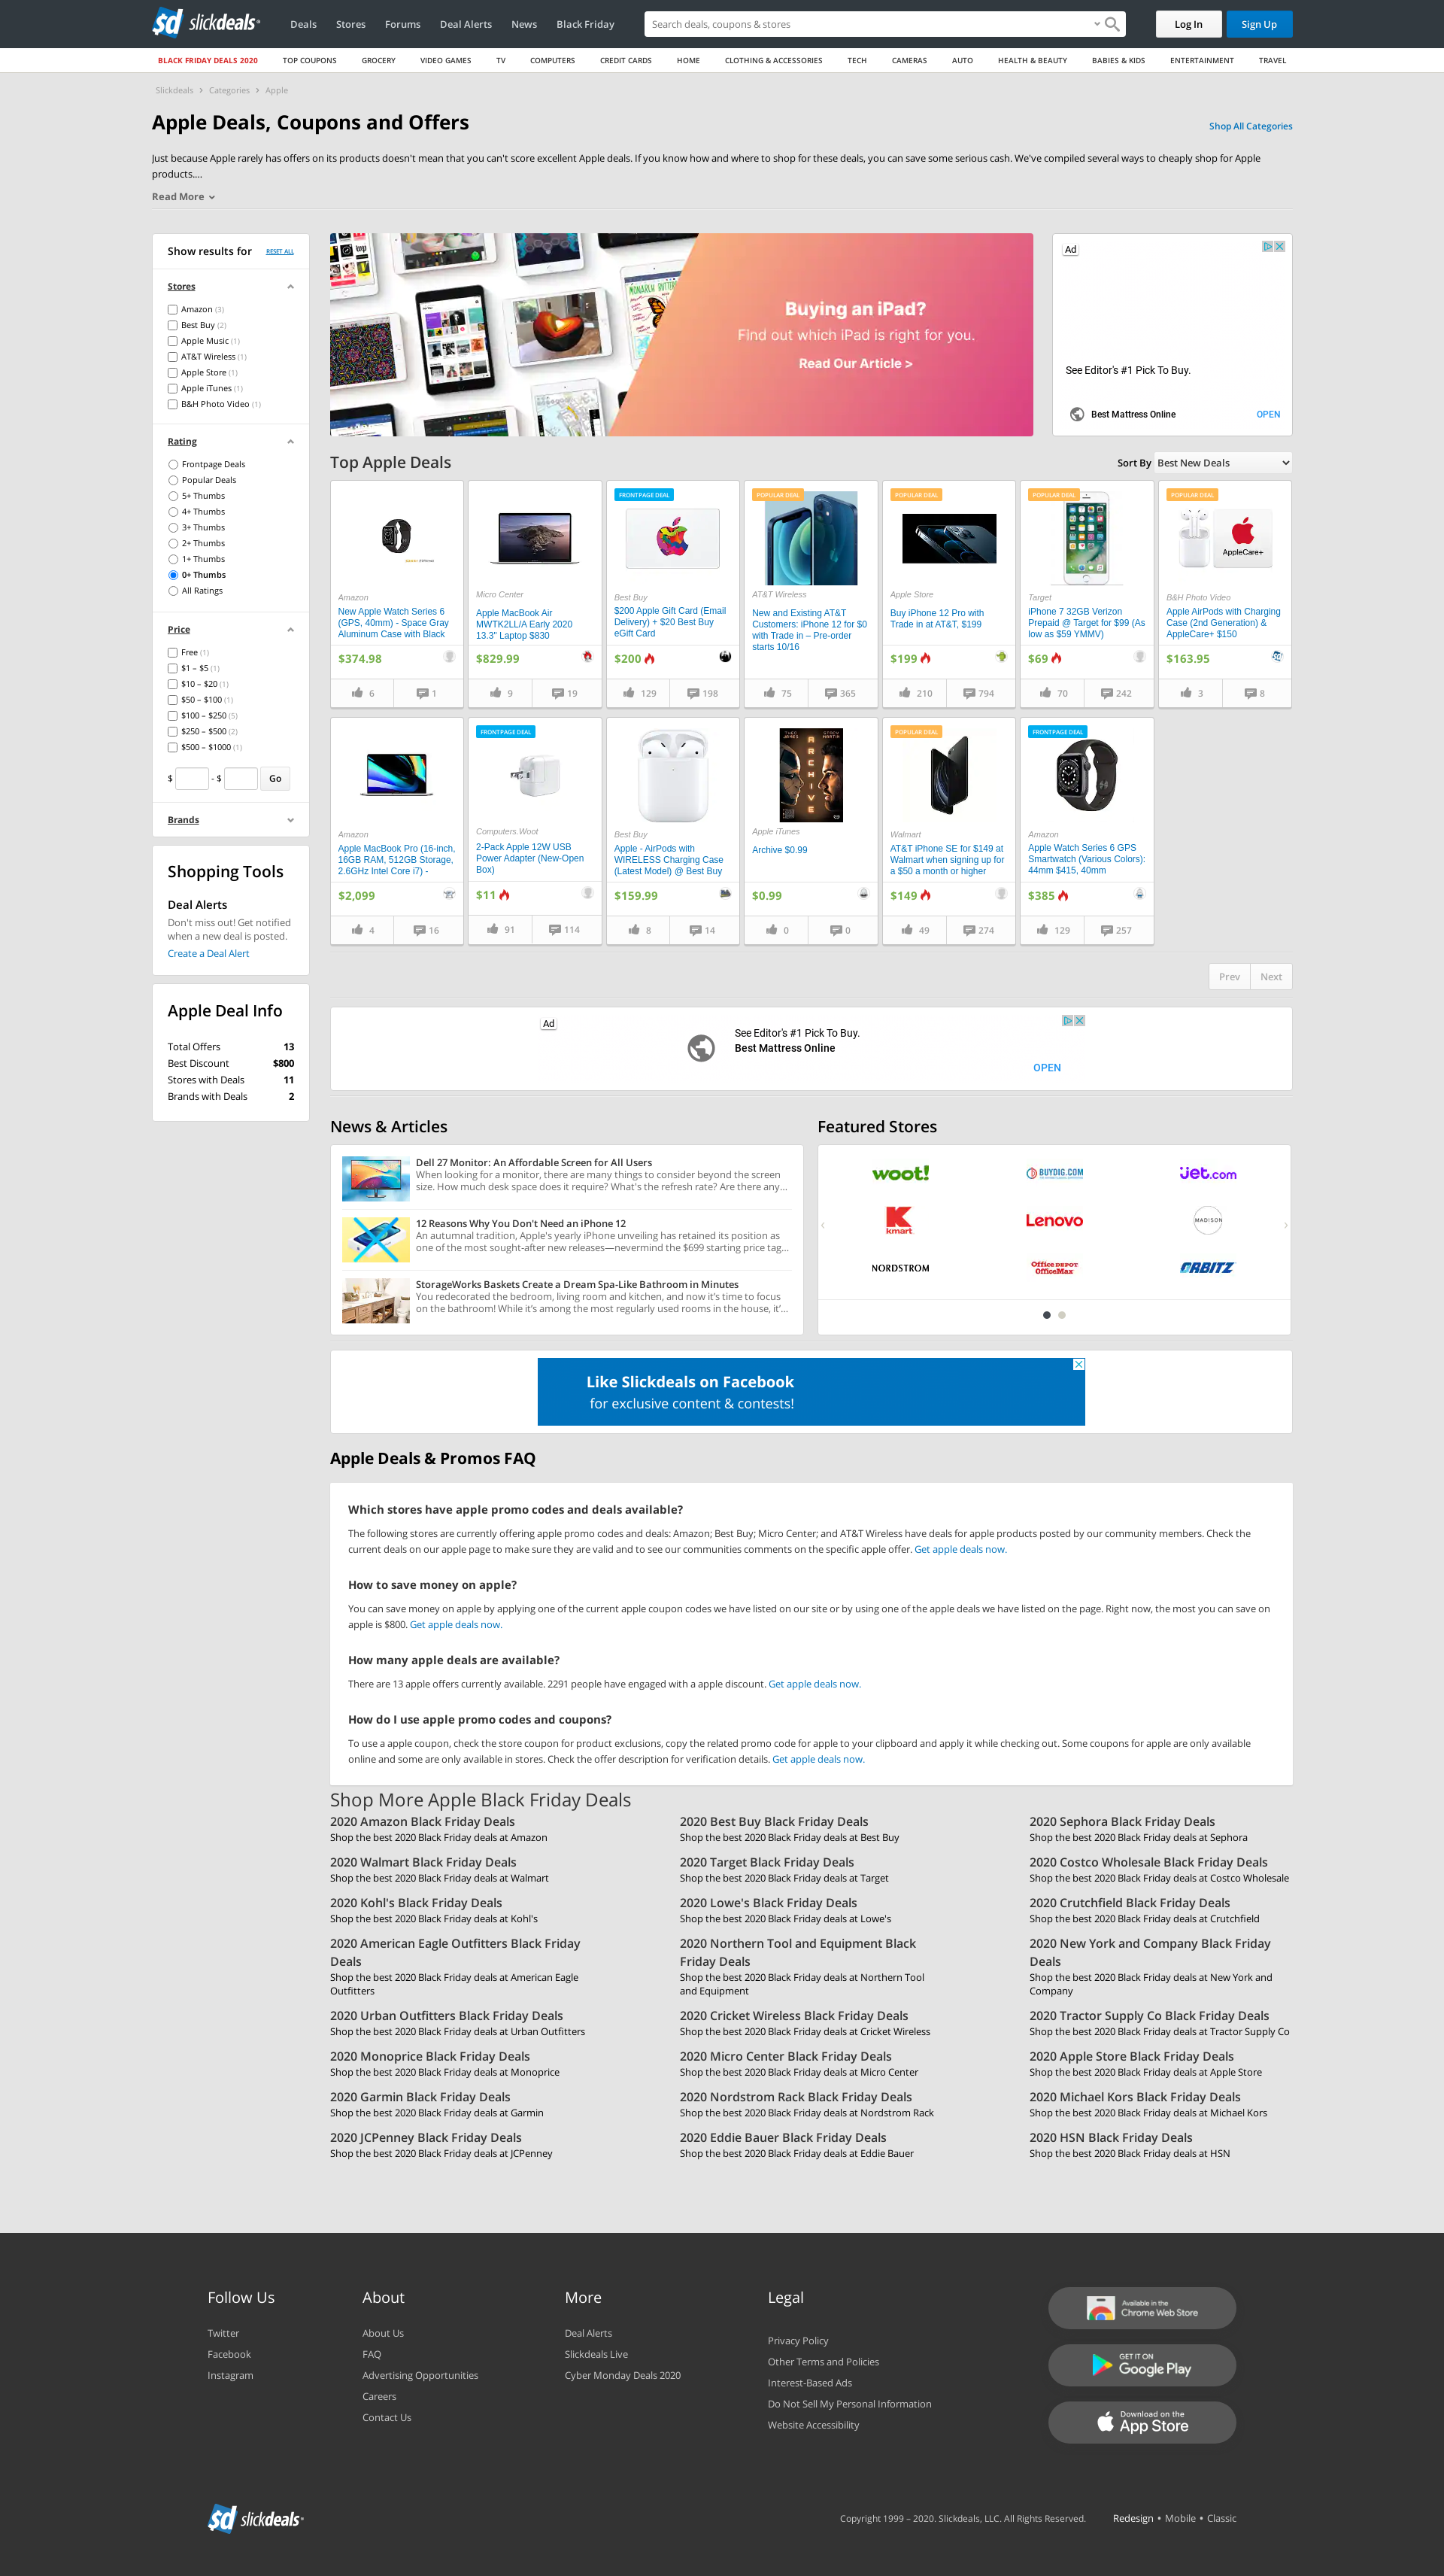 slickdeals
Deals
Stores
Forums
Deal Alerts
News
Black Friday
Search deals, coupons & stores
Log In
Sign Up
BLACK FRIDAY DEALS 2020
TOP COUPONS
GROCERY
VIDEO GAMES
TV
COMPUTERS
CREDIT CARDS
HOME
CLOTHING & ACCESSORIES
TECH
CAMERAS
AUTO
HEALTH & BEAUTY
BABIES & KIDS
ENTERTAINMENT
TRAVEL
Slickdeals › Categories › Apple
Apple Deals, Coupons and Offers
Shop All Categories
Just because Apple rarely has offers on its products doesn't mean that you can't score excellent Apple deals. If you know how and where to shop for these deals, you can save some serious cash. We've compiled several ways to cheaply shop for Apple
products....
Read More
Show results for
RESET ALL
Stores
Amazon (3)
Best Buy (2)
Apple Music (1)
AT&T Wireless (1)
Apple Store (1)
Apple iTunes (1)
B&H Photo Video (1)
Rating
Frontpage Deals
Popular Deals
5+ Thumbs
4+ Thumbs
3+ Thumbs
2+ Thumbs
1+ Thumbs
0+ Thumbs
All Ratings
Price
Free (1)
$1 – $5 (1)
$10 – $20 (1)
$50 – $100 (1)
$100 – $250 (5)
$250 – $500 (2)
$500 – $1000 (1)
$ - $ Go
Brands
Shopping Tools
Deal Alerts
Don't miss out! Get notified
when a new deal is posted.
Create a Deal Alert
Apple Deal Info
Total Offers 13
Best Discount $800
Stores with Deals 11
Brands with Deals 2
Buying an iPad?
Find out which iPad is right for you.
Read Our Article >
Ad
See Editor's #1 Pick To Buy.
Best Mattress Online
OPEN
Top Apple Deals
Sort By Best New Deals
Amazon
New Apple Watch Series 6
(GPS, 40mm) - Space Gray
Aluminum Case with Black
$374.98
6
1
Micro Center
Apple MacBook Air
MWTK2LL/A Early 2020
13.3" Laptop $830
$829.99
9
19
FRONTPAGE DEAL
Best Buy
$200 Apple Gift Card (Email
Delivery) + $20 Best Buy
eGift Card
$200
129
198
POPULAR DEAL
AT&T Wireless
New and Existing AT&T
Customers: iPhone 12 for $0
with Trade in – Pre-order
starts 10/16
75
365
POPULAR DEAL
Apple Store
Buy iPhone 12 Pro with
Trade in at AT&T, $199
$199
210
794
POPULAR DEAL
Target
iPhone 7 32GB Verizon
Prepaid @ Target for $99 (As
low as $59 YMMV)
$69
70
242
POPULAR DEAL
AppleCare+
B&H Photo Video
Apple AirPods with Charging
Case (2nd Generation) &
AppleCare+ $150
$163.95
3
8
Amazon
Apple MacBook Pro (16-inch,
16GB RAM, 512GB Storage,
2.6GHz Intel Core i7) -
$2,099
4
16
FRONTPAGE DEAL
Computers.Woot
2-Pack Apple 12W USB
Power Adapter (New-Open
Box)
$11
91
114
Best Buy
Apple - AirPods with
WIRELESS Charging Case
(Latest Model) @ Best Buy
$159.99
8
14
ARCHIVE
Apple iTunes
Archive $0.99
$0.99
0
0
POPULAR DEAL
Walmart
AT&T iPhone SE for $149 at
Walmart when signing up for
a $50 a month or higher
$149
49
274
FRONTPAGE DEAL
Amazon
Apple Watch Series 6 GPS
Smartwatch (Various Colors):
44mm $415, 40mm
$385
129
257
Prev
Next
Ad
See Editor's #1 Pick To Buy.
Best Mattress Online
OPEN
News & Articles
Dell 27 Monitor: An Affordable Screen for All Users
When looking for a monitor, there are many things to consider beyond the screen
size. How much desk space does it require? What's the refresh rate? Are there any...
12 Reasons Why You Don't Need an iPhone 12
An autumnal tradition, Apple's yearly iPhone unveiling has retained its position as
one of the most sought-after new releases—nevermind the $699 starting price tag...
StorageWorks Baskets Create a Dream Spa-Like Bathroom in Minutes
You redecorated the bedroom, living room and kitchen, and now it's time to focus
on the bathroom! While it's among the most regularly used rooms in the house, it'...
Featured Stores
woot!
BUYDIG.COM
jet.com
kmart
Lenovo
MADISON
NORDSTROM
Office DEPOT
OfficeMax
ORBITZ
Like Slickdeals on Facebook
for exclusive content & contests!
Apple Deals & Promos FAQ
Which stores have apple promo codes and deals available?
The following stores are currently offering apple promo codes and deals: Amazon; Best Buy; Micro Center; and AT&T Wireless have deals for apple products posted by our community members. Check the
current deals on our apple page to make sure they are valid and to see our communities comments on the specific apple offer. Get apple deals now.
How to save money on apple?
You can save money on apple by applying one of the current apple coupon codes we have listed on our site or by using one of the apple deals we have listed on the page. Right now, the most you can save on
apple is $800. Get apple deals now.
How many apple deals are available?
There are 13 apple offers currently available. 2291 people have engaged with a apple discount. Get apple deals now.
How do I use apple promo codes and coupons?
To use a apple coupon, check the store coupon for product exclusions, copy the related promo code for apple to your clipboard and apply it while checking out. Some coupons for apple are only available
online and some are only available in stores. Check the offer description for verification details. Get apple deals now.
Shop More Apple Black Friday Deals
2020 Amazon Black Friday Deals
Shop the best 2020 Black Friday deals at Amazon
2020 Best Buy Black Friday Deals
Shop the best 2020 Black Friday deals at Best Buy
2020 Sephora Black Friday Deals
Shop the best 2020 Black Friday deals at Sephora
2020 Walmart Black Friday Deals
Shop the best 2020 Black Friday deals at Walmart
2020 Target Black Friday Deals
Shop the best 2020 Black Friday deals at Target
2020 Costco Wholesale Black Friday Deals
Shop the best 2020 Black Friday deals at Costco Wholesale
2020 Kohl's Black Friday Deals
Shop the best 2020 Black Friday deals at Kohl's
2020 Lowe's Black Friday Deals
Shop the best 2020 Black Friday deals at Lowe's
2020 Crutchfield Black Friday Deals
Shop the best 2020 Black Friday deals at Crutchfield
2020 American Eagle Outfitters Black Friday
Deals
Shop the best 2020 Black Friday deals at American Eagle
Outfitters
2020 Northern Tool and Equipment Black
Friday Deals
Shop the best 2020 Black Friday deals at Northern Tool
and Equipment
2020 New York and Company Black Friday
Deals
Shop the best 2020 Black Friday deals at New York and
Company
2020 Urban Outfitters Black Friday Deals
Shop the best 2020 Black Friday deals at Urban Outfitters
2020 Cricket Wireless Black Friday Deals
Shop the best 2020 Black Friday deals at Cricket Wireless
2020 Tractor Supply Co Black Friday Deals
Shop the best 2020 Black Friday deals at Tractor Supply Co
2020 Monoprice Black Friday Deals
Shop the best 2020 Black Friday deals at Monoprice
2020 Micro Center Black Friday Deals
Shop the best 2020 Black Friday deals at Micro Center
2020 Apple Store Black Friday Deals
Shop the best 2020 Black Friday deals at Apple Store
2020 Garmin Black Friday Deals
Shop the best 2020 Black Friday deals at Garmin
2020 Nordstrom Rack Black Friday Deals
Shop the best 2020 Black Friday deals at Nordstrom Rack
2020 Michael Kors Black Friday Deals
Shop the best 2020 Black Friday deals at Michael Kors
2020 JCPenney Black Friday Deals
Shop the best 2020 Black Friday deals at JCPenney
2020 Eddie Bauer Black Friday Deals
Shop the best 2020 Black Friday deals at Eddie Bauer
2020 HSN Black Friday Deals
Shop the best 2020 Black Friday deals at HSN
Follow Us
Twitter
Facebook
Instagram
About
About Us
FAQ
Advertising Opportunities
Careers
Contact Us
More
Deal Alerts
Slickdeals Live
Cyber Monday Deals 2020
Legal
Privacy Policy
Other Terms and Policies
Interest-Based Ads
Do Not Sell My Personal Information
Website Accessibility
Available in the
Chrome Web Store
GET IT ON
Google Play
Download on the
App Store
slickdeals
Copyright 1999 – 2020. Slickdeals, LLC. All Rights Reserved.
Redesign • Mobile • Classic